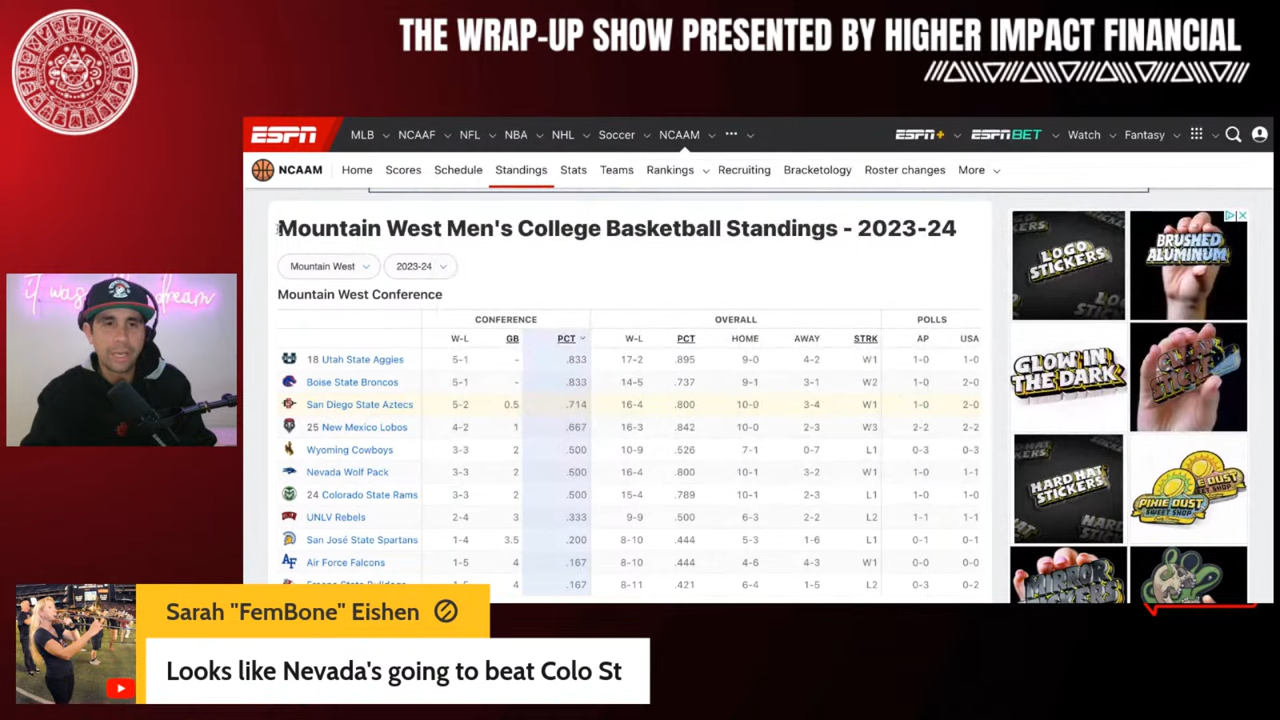 THE WRAP-UP SHOW PRESENTED BY HIGHER IMPACT FINANCIAL
ESPN MLB NCAAF NFL NBA NHL Soccer NCAAM ESPN+ ESPN BET Watch Fantasy
NCAAM Home Scores Schedule Standings Stats Teams Rankings Recruiting Bracketology Roster changes More
Mountain West Men's College Basketball Standings - 2023-24
Mountain West 2023-24
Mountain West Conference
CONFERENCE OVERALL POLLS
W-L GB PCT W-L PCT HOME AWAY STRK AP USA
18 Utah State Aggies 5-1 - .833 17-2 .895 9-0 4-2 W1 1-0 1-0
Boise State Broncos 5-1 - .833 14-5 .737 9-1 3-1 W2 1-0 2-0
San Diego State Aztecs 5-2 0.5 .714 16-4 .800 10-0 3-4 W1 1-0 2-0
25 New Mexico Lobos 4-2 1 .667 16-3 .842 10-0 2-3 W3 2-2 2-2
Wyoming Cowboys 3-3 2 .500 10-9 .526 7-1 0-7 L1 0-3 0-3
Nevada Wolf Pack 3-3 2 .500 16-4 .800 10-1 3-2 W1 1-0 1-1
24 Colorado State Rams 3-3 2 .500 15-4 .789 10-1 2-3 L1 1-0 1-0
UNLV Rebels 2-4 3 .333 9-9 .500 6-3 2-2 L2 1-1 1-1
San José State Spartans 1-4 3.5 .200 8-10 .444 5-3 1-6 L1 0-1 0-1
Air Force Falcons 1-5 4 .167 8-10 .444 4-6 4-3 W1 0-0 0-0
Fresno State Bulldogs 1-5 4 .167 8-11 .421 6-4 1-5 L2 0-3 0-2
LOGO
STICKERS
BRUSHED
ALUMINUM
GLOW IN
THE DARK
HARD HAT
STICKERS
PIXIE DUST
SWEET SHOP
MIRROR
it was dream
Sarah "FemBone" Eishen
Looks like Nevada's going to beat Colo St